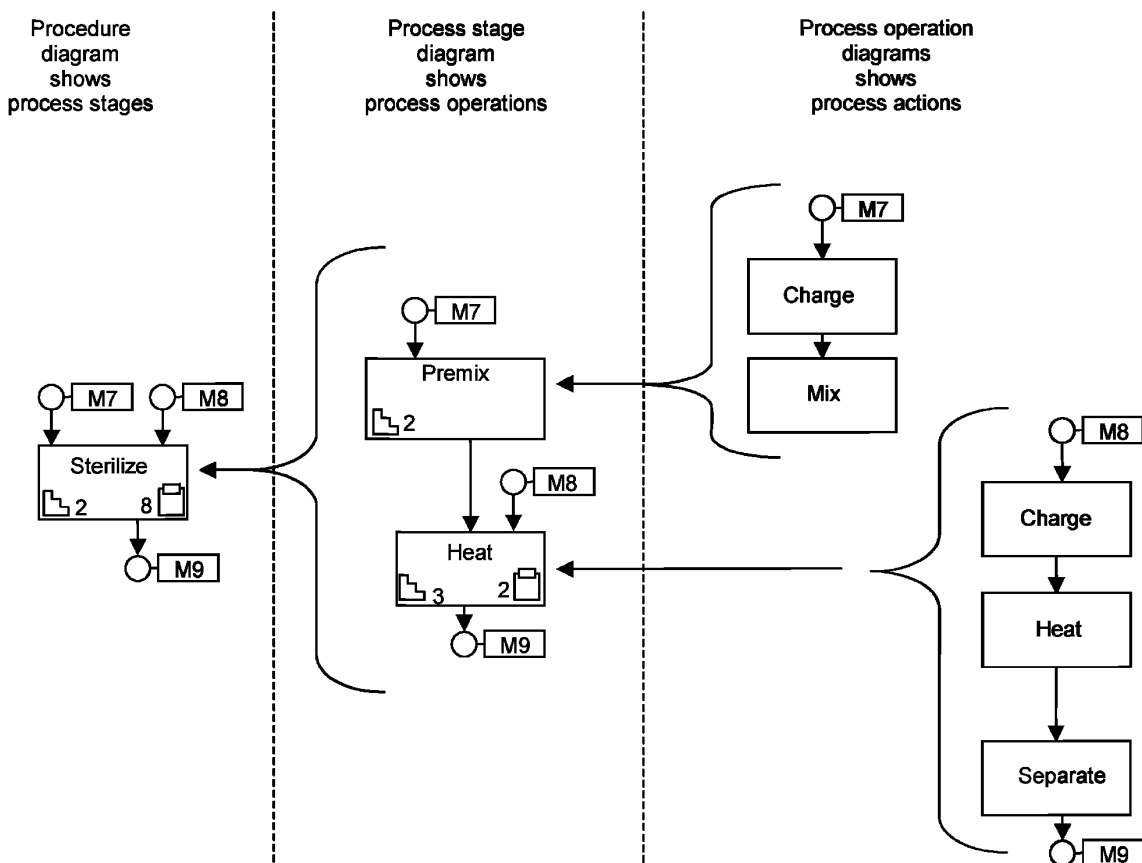 Procedure
diagram
shows
process stages
Process stage
diagram
shows
process operations
Process operation
diagrams
shows
process actions
M7
M8
Sterilize
2
8
M9
M7
Premix
2
M8
Heat
3
2
M9
M7
Charge
Mix
M8
Charge
Heat
Separate
M9